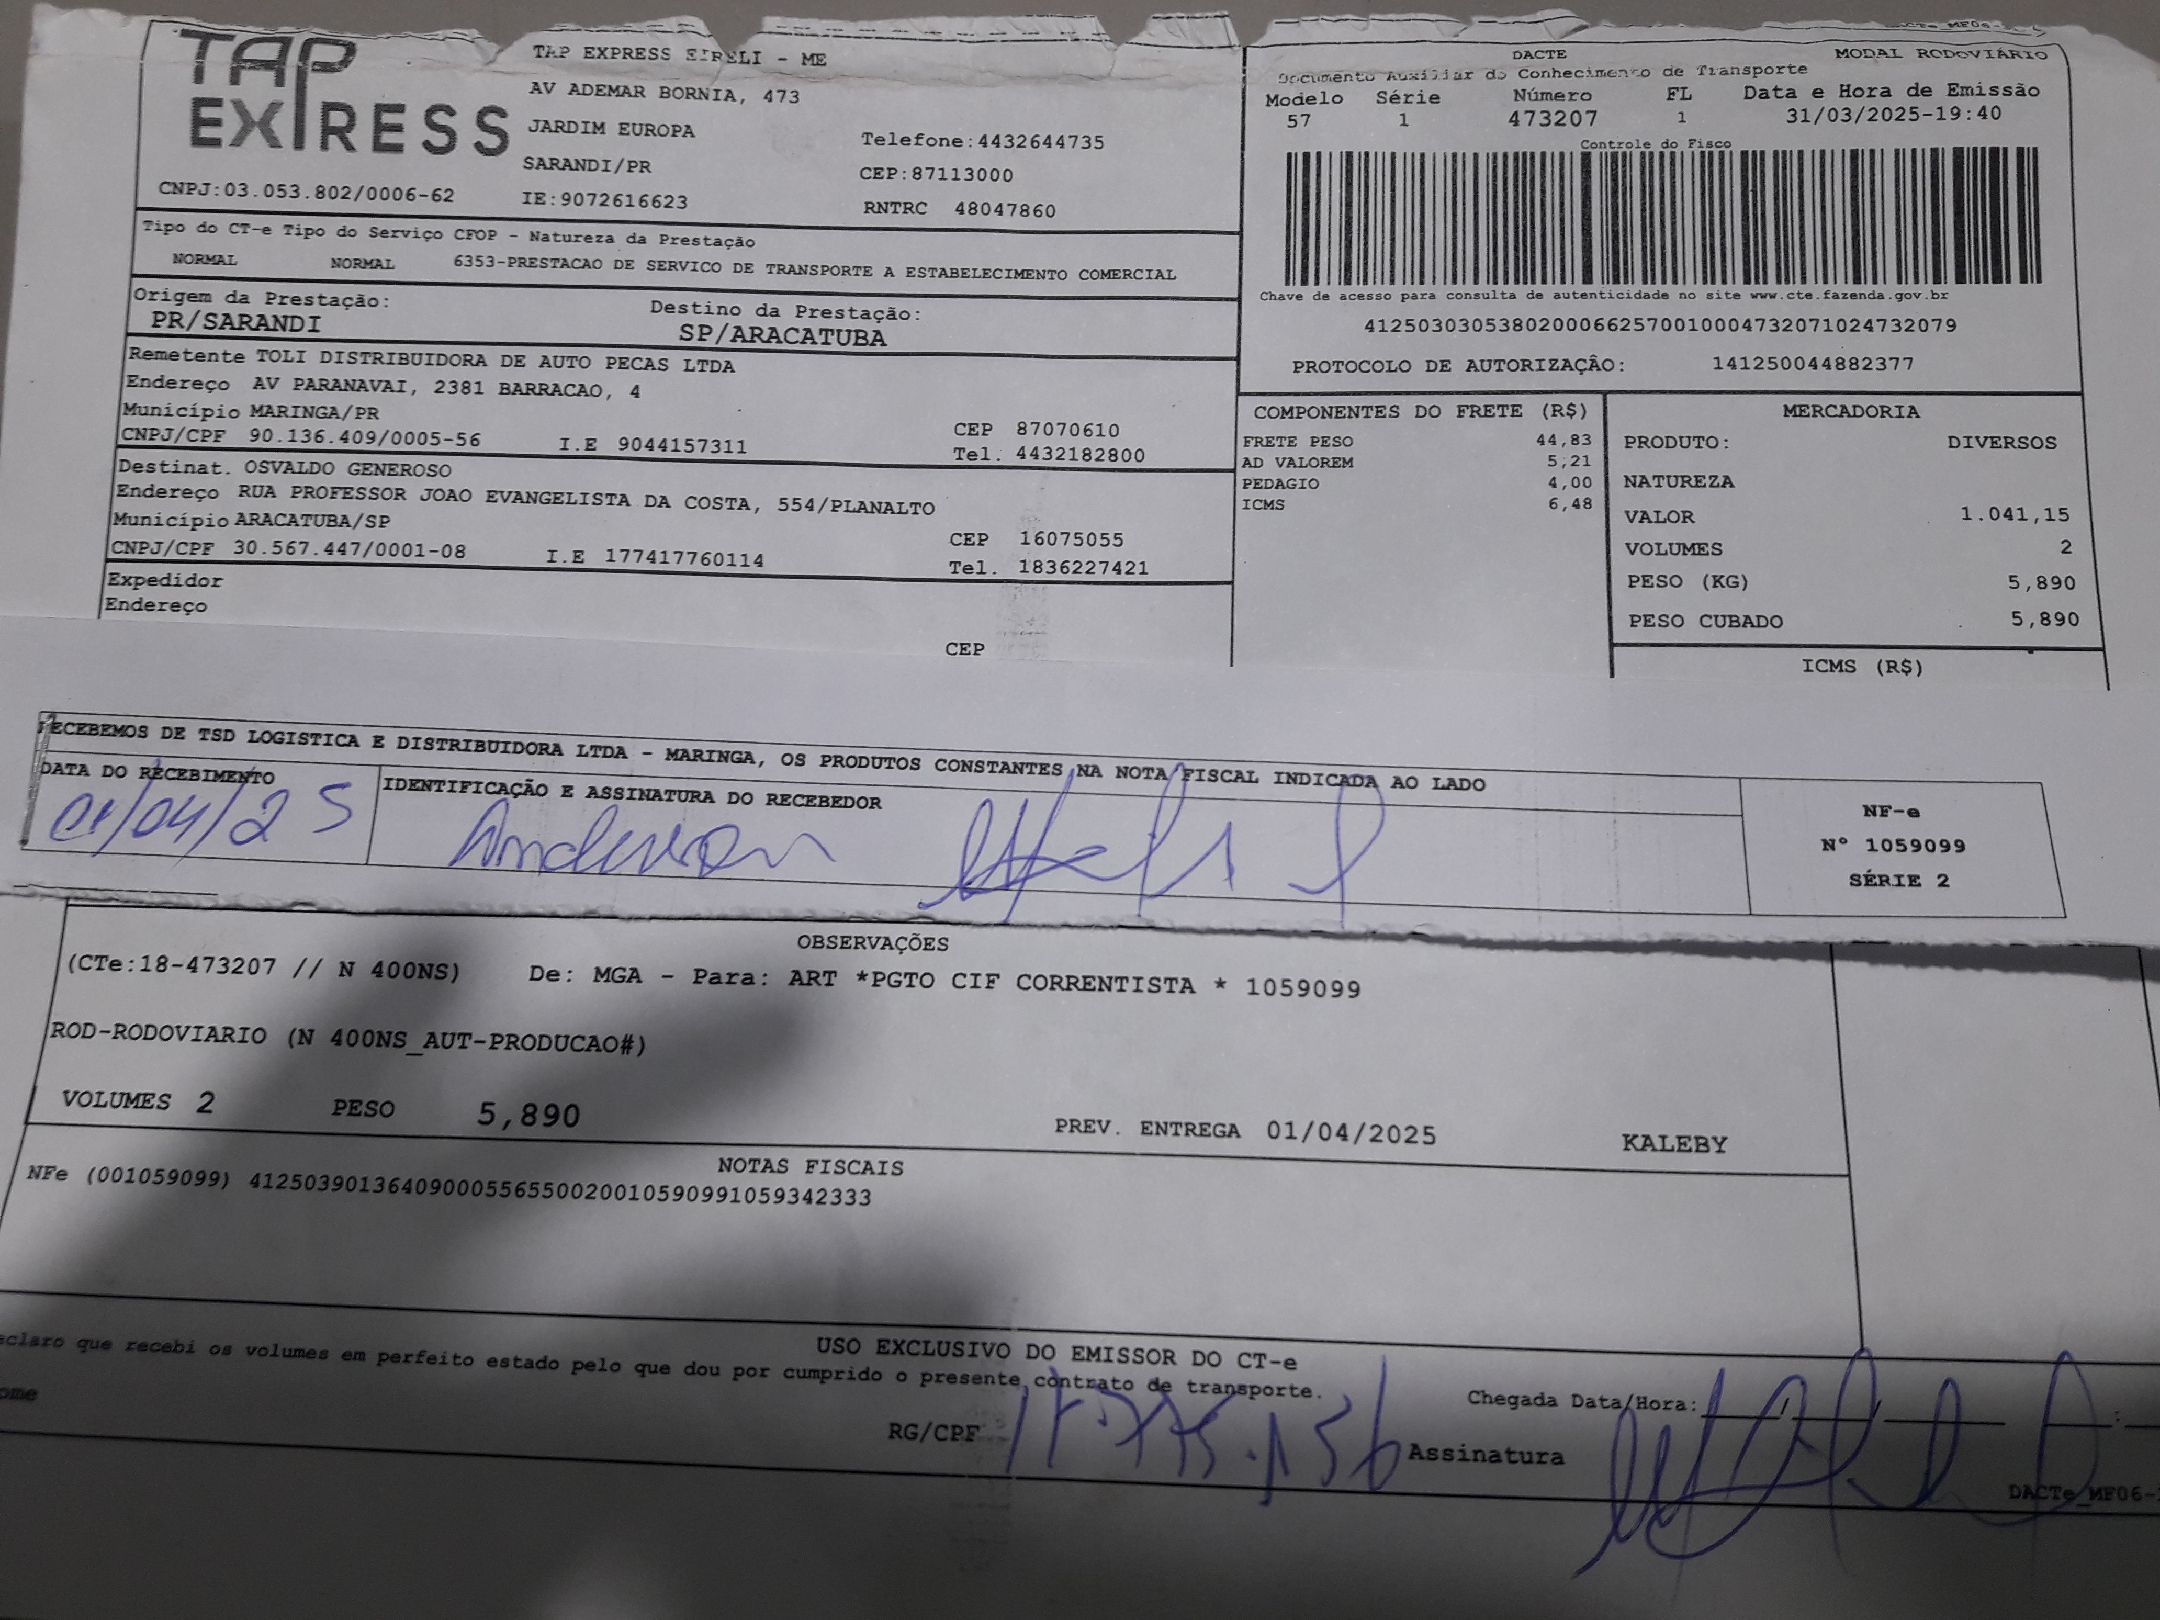 TAP EXPRESS
TAP EXPRESS EIRELI - ME
AV ADEMAR BORNIA, 473
JARDIM EUROPA
Telefone:4432644735
SARANDI/PR
CEP:87113000
CNPJ:03.053.802/0006-62
IE:9072616623
RNTRC 48047860
DACTE MODAL RODOVIÁRIO
Documento Auxiliar do Conhecimento de Transporte
Modelo Série Número FL Data e Hora de Emissão
57 1 473207 1 31/03/2025-19:40
Controle do Fisco
Chave de acesso para consulta de autenticidade no site www.cte.fazenda.gov.br
41250303053802000662570010004732071024732079
PROTOCOLO DE AUTORIZAÇÂO: 141250044882377
Tipo do CT-e Tipo do Serviço CFOP - Natureza da Prestação
NORMAL NORMAL 6353-PRESTACAO DE SERVICO DE TRANSPORTE A ESTABELECIMENTO COMERCIAL
Origem da Prestação: Destino da Prestação:
PR/SARANDI SP/ARACATUBA
Remetente TOLI DISTRIBUIDORA DE AUTO PECAS LTDA
Endereço AV PARANAVAI, 2381 BARRACAO, 4
Município MARINGA/PR CEP 87070610
CNPJ/CPF 90.136.409/0005-56 I.E 9044157311 Tel. 4432182800
Destinat. OSVALDO GENEROSO
Endereço RUA PROFESSOR JOAO EVANGELISTA DA COSTA, 554/PLANALTO
Município ARACATUBA/SP CEP 16075055
CNPJ/CPF 30.567.447/0001-08 I.E 177417760114 Tel. 1836227421
Expedidor
Endereço
CEP
COMPONENTES DO FRETE (R$)
FRETE PESO 44,83
AD VALOREM 5,21
PEDAGIO 4,00
ICMS 6,48
MERCADORIA
PRODUTO: DIVERSOS
NATUREZA
VALOR 1.041,15
VOLUMES 2
PESO (KG) 5,890
PESO CUBADO 5,890
ICMS (R$)
RECEBEMOS DE TSD LOGISTICA E DISTRIBUIDORA LTDA - MARINGA, OS PRODUTOS CONSTANTES NA NOTA FISCAL INDICADA AO LADO
DATA DO RECEBIMENTO
01/04/25
IDENTIFICAÇÃO E ASSINATURA DO RECEBEDOR
Anderson
NF-e
N° 1059099
SÉRIE 2
OBSERVAÇÕES
(CTe:18-473207 // N 400NS) De: MGA - Para: ART *PGTO CIF CORRENTISTA * 1059099
ROD-RODOVIARIO (N 400NS_AUT-PRODUCAO#)
VOLUMES 2 PESO 5,890 PREV. ENTREGA 01/04/2025 KALEBY
NOTAS FISCAIS
NFe (001059099) 41250390136409000556550020010590991059342333
USO EXCLUSIVO DO EMISSOR DO CT-e
eclaro que recebi os volumes em perfeito estado pelo que dou por cumprido o presente contrato de transporte.
ome
RG/CPF
Chegada Data/Hora:
Assinatura
DACTe_MF06-